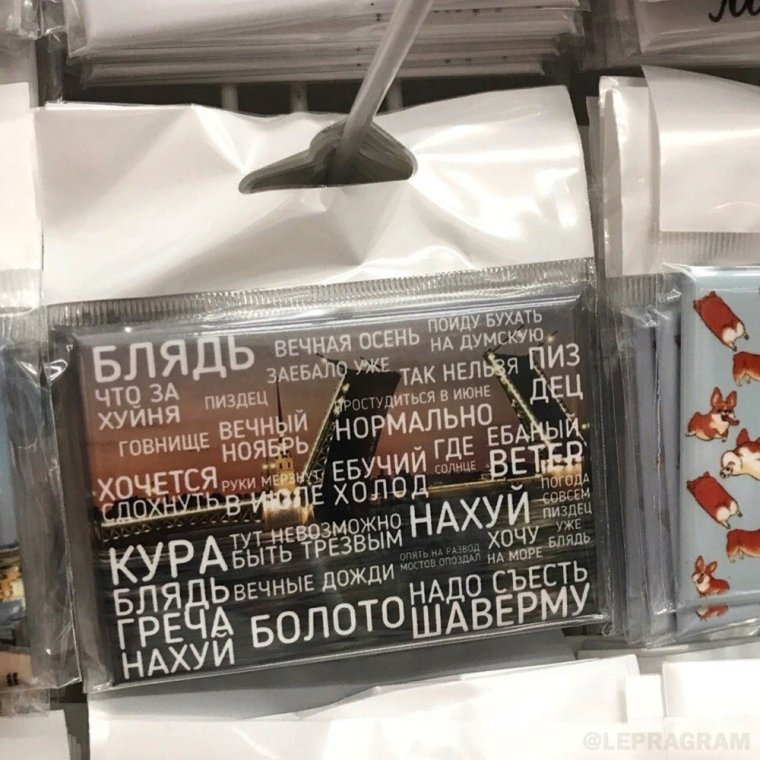 БЛЯДЬ
ВЕЧНАЯ ОСЕНЬ
ПОЙДУ БУХАТЬ
НА ДУМСКУЮ
ЗАЕБАЛО УЖЕ
ТАК НЕЛЬЗЯ
ПИЗ
ДЕЦ
ЧТО ЗА
ХУЙНЯ
ПИЗДЕЦ
ПРОСТУДИТЬСЯ В ИЮНЕ
ГОВНИЩЕ
ВЕЧНЫЙ
НОЯБРЬ
НОРМАЛЬНО
ГДЕ
СОЛНЦЕ
ЕБАНЫЙ
ВЕТЕР
ХОЧЕТСЯ
СДОХНУТЬ
РУКИ МЕРЗНУТ
В ИЮЛЕ
ЕБУЧИЙ
ХОЛОД
ПОГОДА
СОВСЕМ
ПИЗДЕЦ
УЖЕ
БЛЯДЬ
КУРА
ТУТ НЕВОЗМОЖНО
БЫТЬ ТРЕЗВЫМ
НАХУЙ
ОПЯТЬ НА РАЗВОД
МОСТОВ ОПОЗДАЛ
ХОЧУ
НА МОРЕ
БЛЯДЬ
ВЕЧНЫЕ ДОЖДИ
ГРЕЧА
НАХУЙ
БОЛОТО
НАДО СЪЕСТЬ
ШАВЕРМУ
@LEPRAGRAM